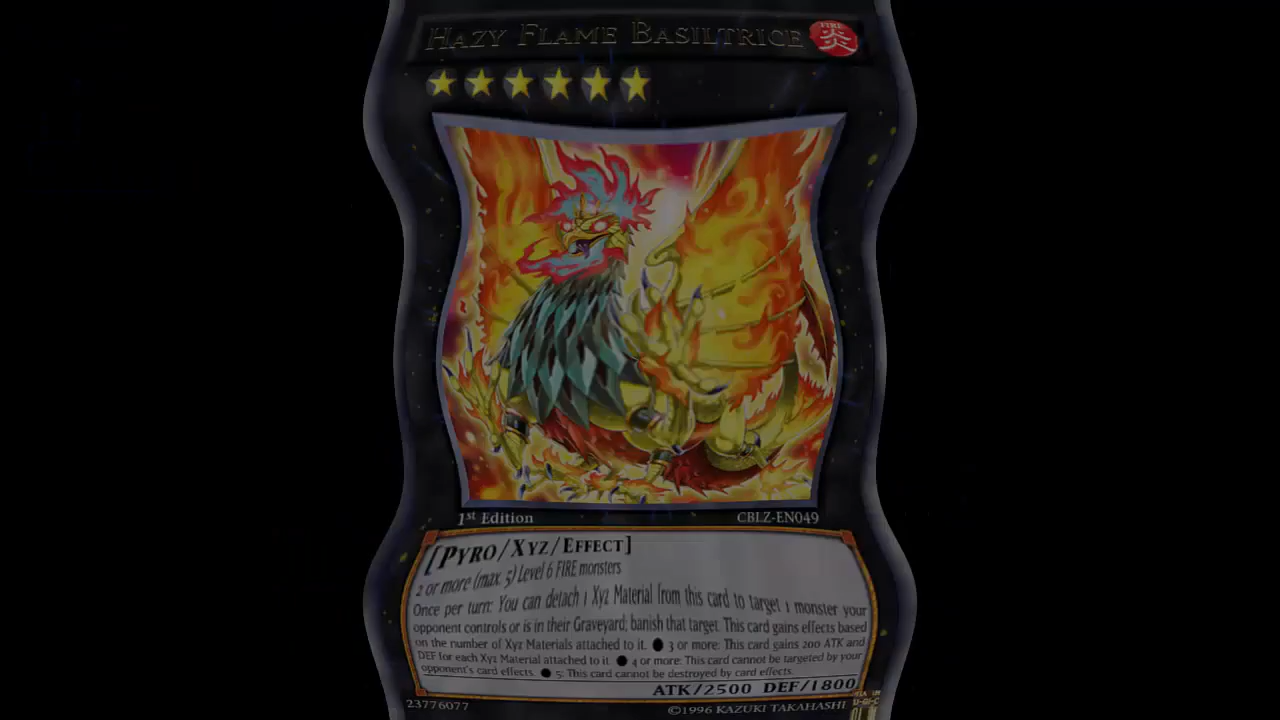 HAZY FLAME BASILTRICE
FIRE
炎
1st Edition CBLZ-EN049
[PYRO/XYZ/EFFECT]
2 or more (max. 5) Level 6 FIRE monsters
Once per turn: You can detach 1 Xyz Material from this card to target 1 monster your
opponent controls or is in their Graveyard; banish that target. This card gains effects based
on the number of Xyz Materials attached to it. ● 3 or more: This card gains 200 ATK and
DEF for each Xyz Material attached to it. ● 4 or more: This card cannot be targeted by your
opponent's card effects. ● 5: This card cannot be destroyed by card effects.
ATK/2500 DEF/1800
23776077 ©1996 KAZUKI TAKAHASHI